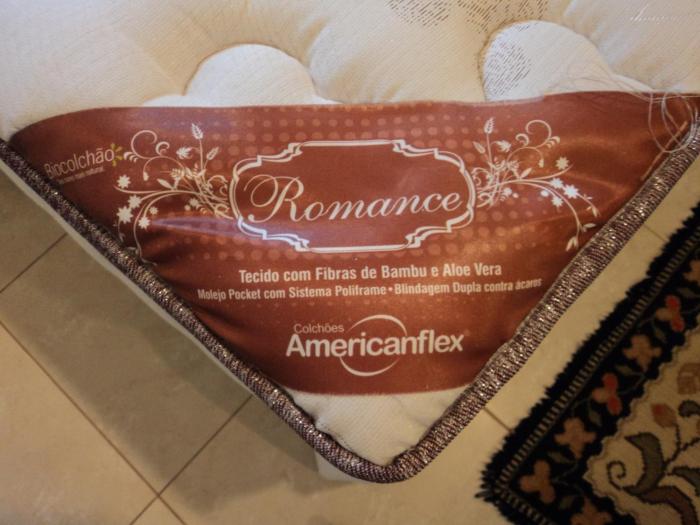 Biocolchão
Romance
Tecido com Fibras de Bambu e Aloe Vera
Molejo Pocket com Sistema Poliframe • Blindagem Dupla contra ácaros
Colchões
Americanflex